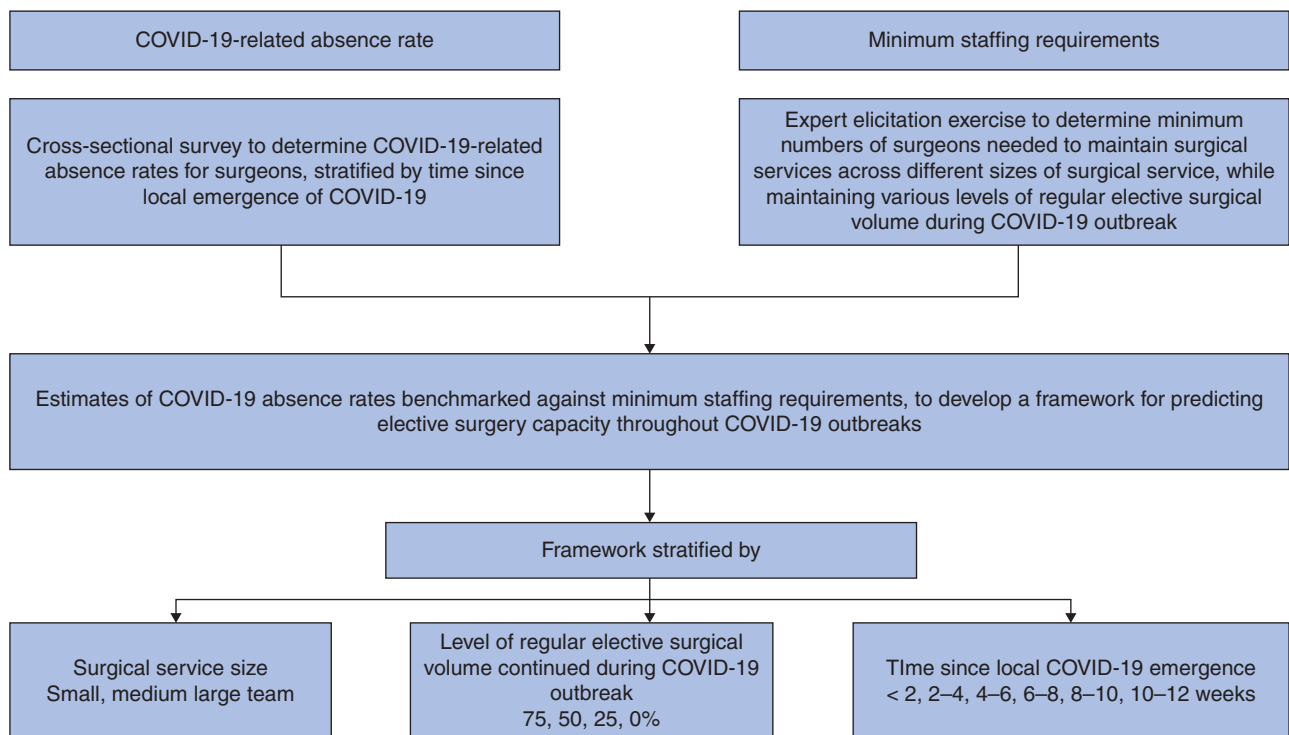 COVID-19-related absence rate
Minimum staffing requirements
Cross-sectional survey to determine COVID-19-related
absence rates for surgeons, stratified by time since
local emergence of COVID-19
Expert elicitation exercise to determine minimum
numbers of surgeons needed to maintain surgical
services across different sizes of surgical service, while
maintaining various levels of regular elective surgical
volume during COVID-19 outbreak
Estimates of COVID-19 absence rates benchmarked against minimum staffing requirements, to develop a framework for predicting
elective surgery capacity throughout COVID-19 outbreaks
Framework stratified by
Surgical service size
Small, medium large team
Level of regular elective surgical
volume continued during COVID-19
outbreak
75, 50, 25, 0%
TIme since local COVID-19 emergence
< 2, 2–4, 4–6, 6–8, 8–10, 10–12 weeks